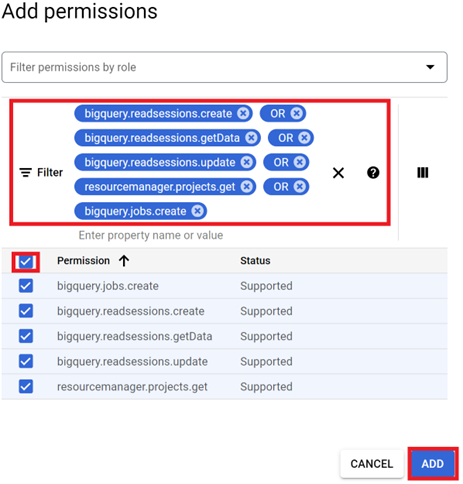 Add permissions
Filter permissions by role
bigquery.readsessions.create OR
bigquery.readsessions.getData OR
Filter bigquery.readsessions.update OR
resourcemanager.projects.get OR
bigquery.jobs.create
Enter property name or value
Permission Status
bigquery.jobs.create Supported
bigquery.readsessions.create Supported
bigquery.readsessions.getData Supported
bigquery.readsessions.update Supported
resourcemanager.projects.get Supported
CANCEL ADD